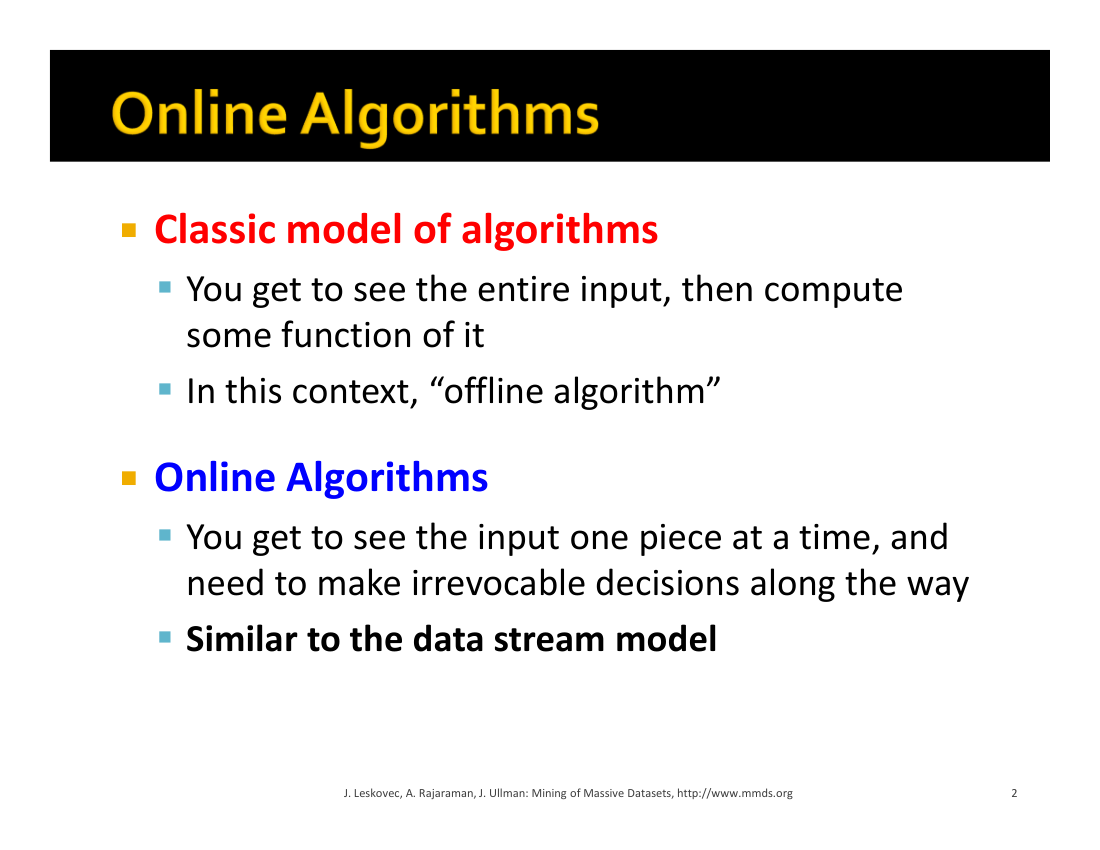 Online Algorithms
Classic model of algorithms
You get to see the entire input, then compute
some function of it
In this context, “offline algorithm”
Online Algorithms
You get to see the input one piece at a time, and
need to make irrevocable decisions along the way
Similar to the data stream model
J. Leskovec, A. Rajaraman, J. Ullman: Mining of Massive Datasets, http://www.mmds.org
2